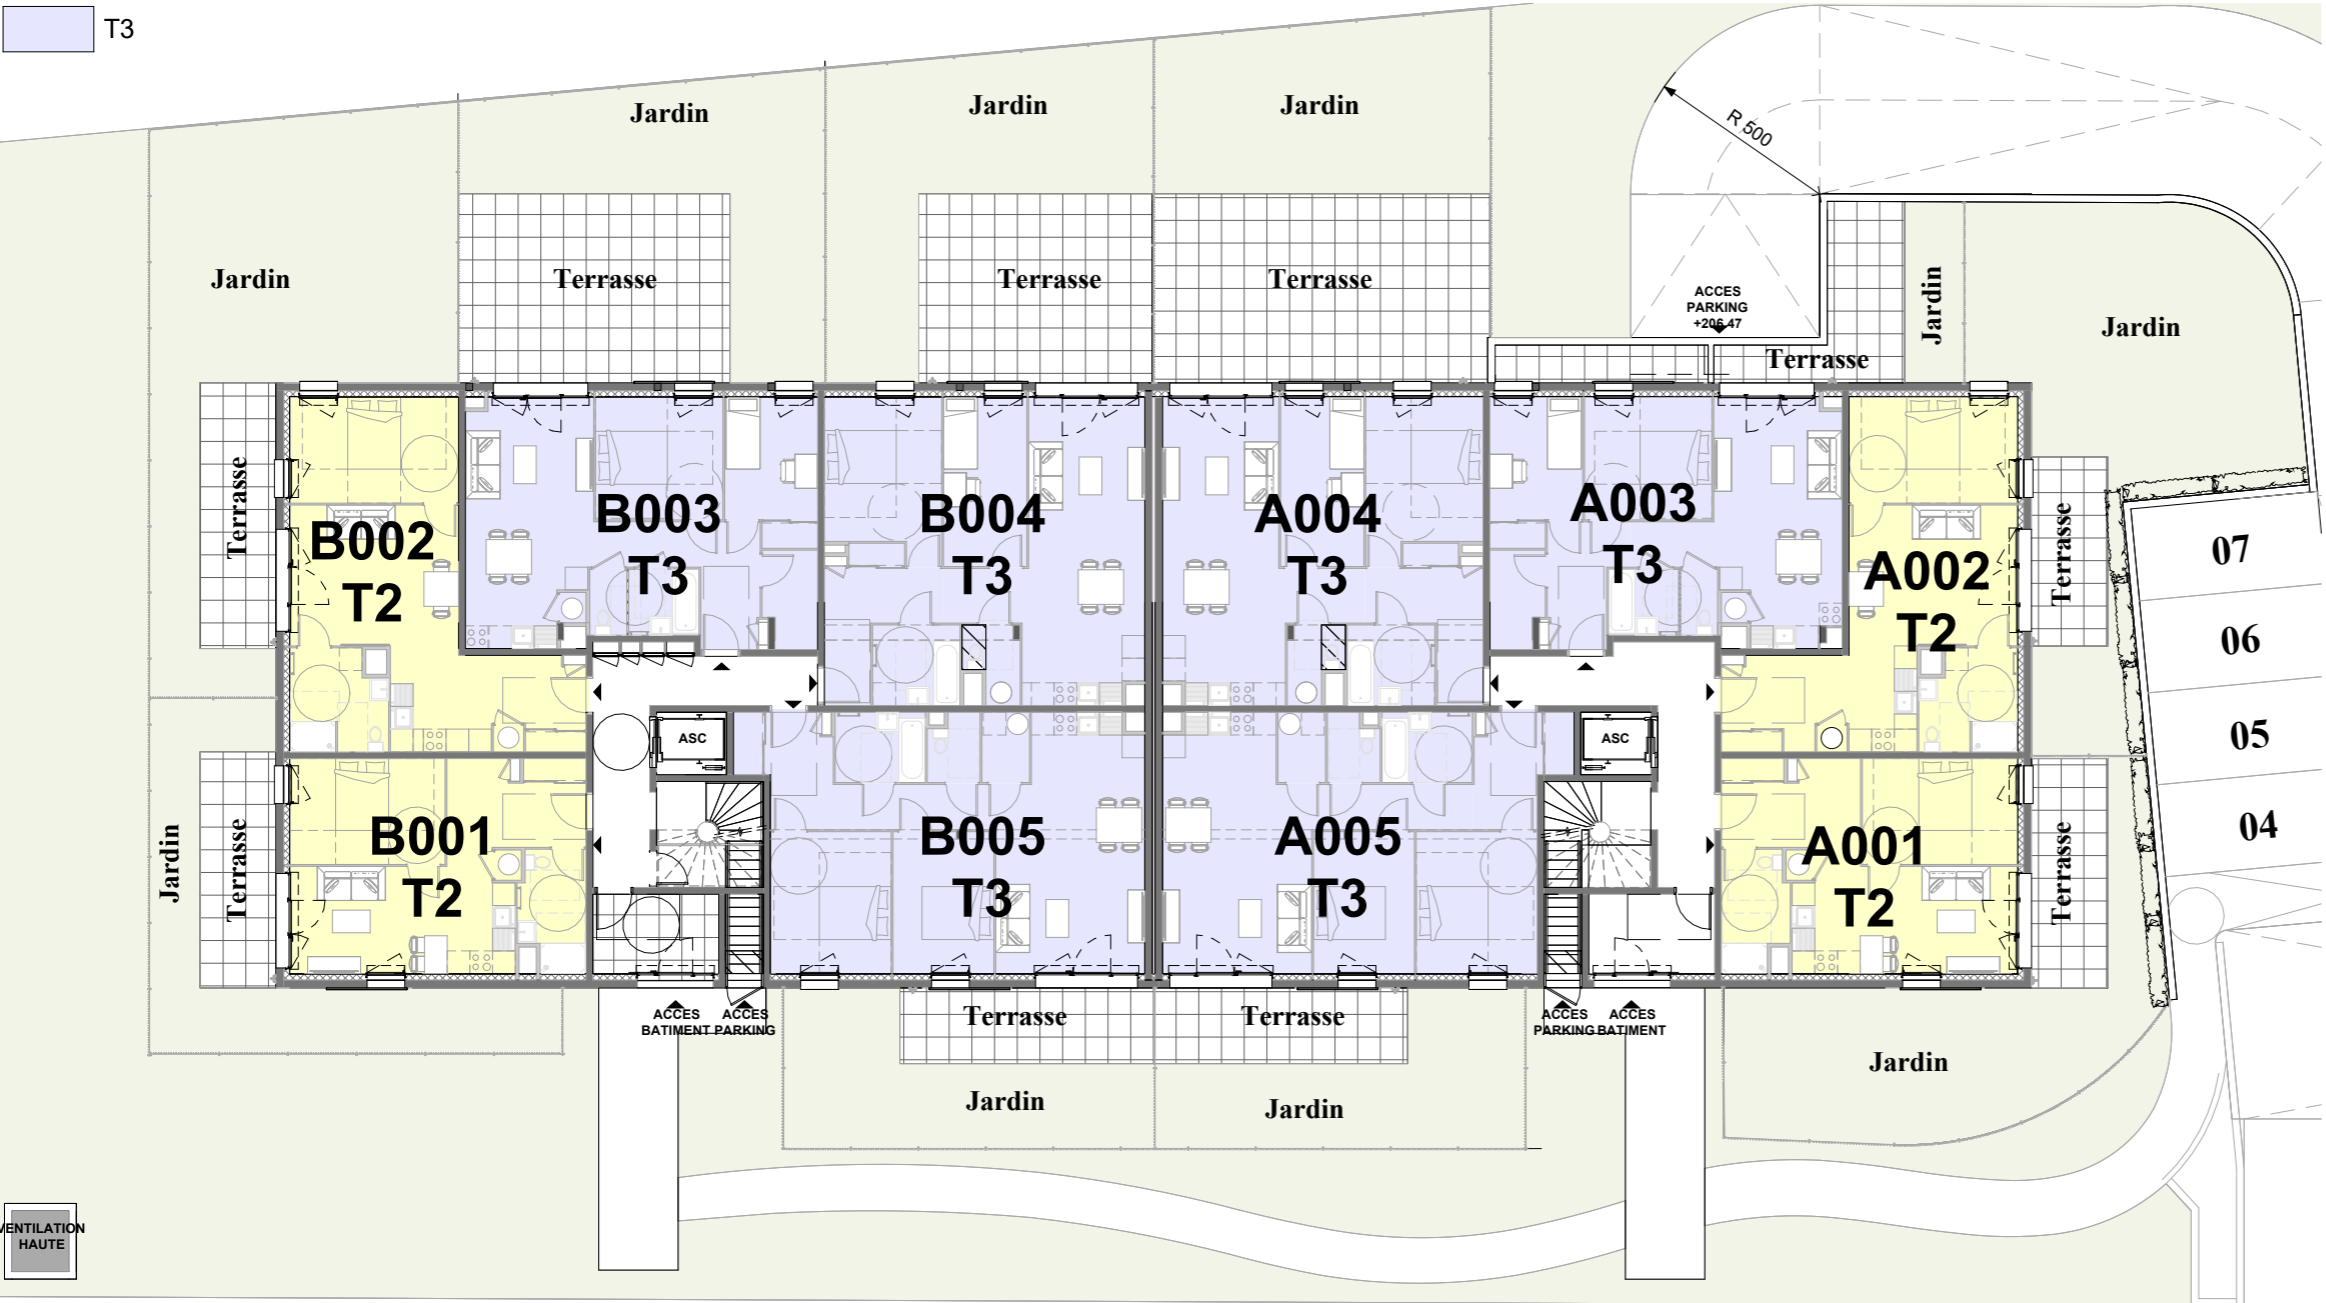 T3
Jardin
Jardin
Jardin
R 500
Jardin
Terrasse
Terrasse
Terrasse
ACCES
PARKING
+206.47
Jardin
Jardin
Terrasse
Terrasse
B002
T2
B003
T3
B004
T3
A004
T3
A003
T3
A002
T2
Terrasse
07
06
05
04
ASC
ASC
Jardin
Terrasse
B001
T2
B005
T3
A005
T3
A001
T2
Terrasse
ACCES
BATIMENT
ACCES
PARKING
Terrasse
Terrasse
ACCES
PARKING
ACCES
BATIMENT
Jardin
Jardin
Jardin
VENTILATION
HAUTE